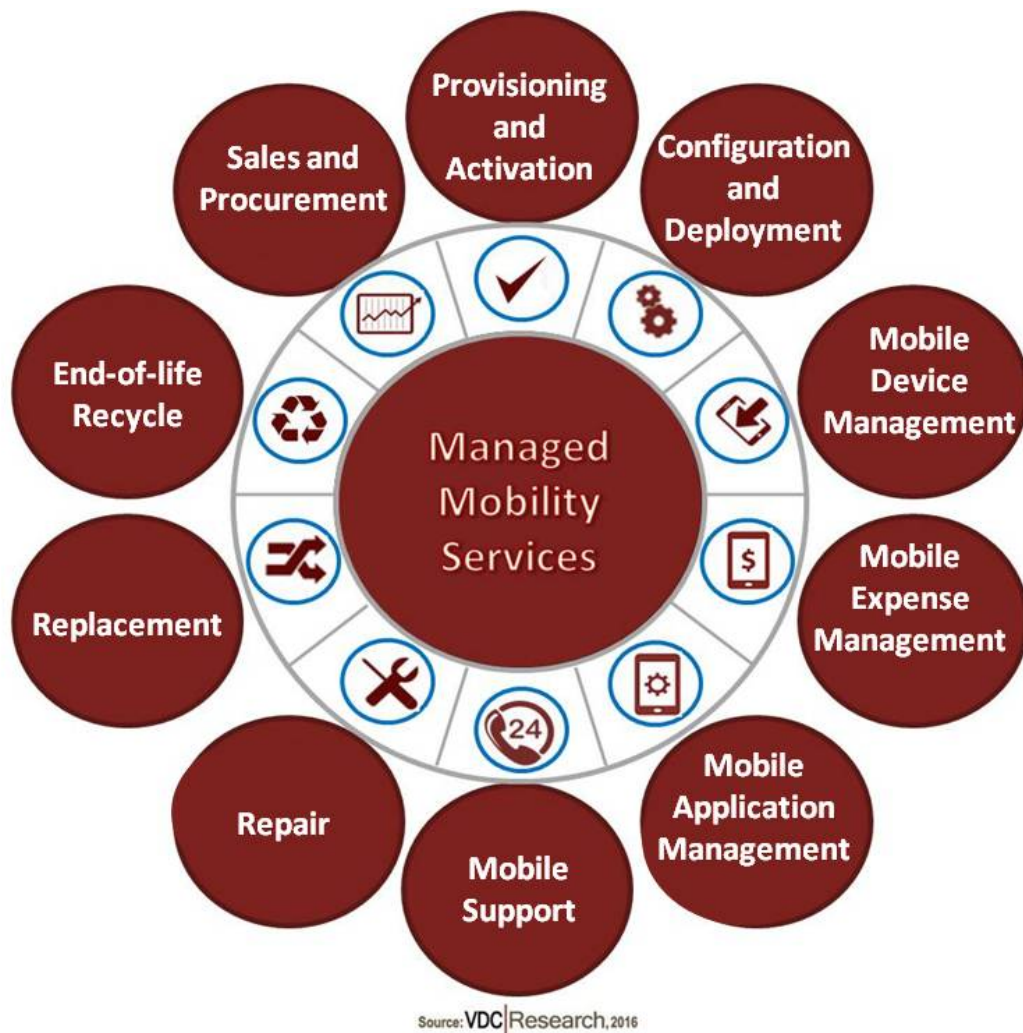 Provisioning
and
Activation
Configuration
and
Deployment
Mobile
Device
Management
Mobile
Expense
Management
Mobile
Application
Management
Mobile
Support
Repair
Replacement
End-of-life
Recycle
Sales and
Procurement
$
24
Managed
Mobility
Services
Source: VDC|Research, 2016